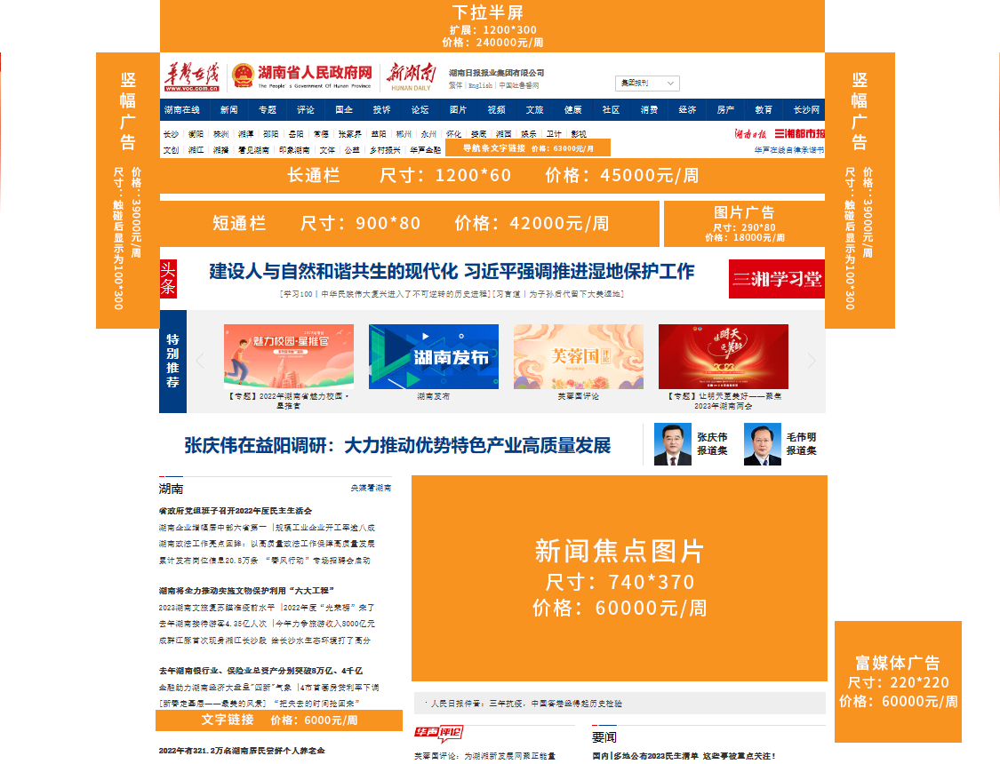 下拉半屏
扩展：1200*300
价格：240000元/周
竖幅广告
价格：39000元/周
尺寸：触碰后显示为100*300
华声在线
www.voc.com.cn
湖南省人民政府网
The People's Government Of Hunan Province
新湖南
HUNAN DAILY
湖南日报报业集团有限公司
繁体 | English | 中国吐鲁番网
集团报刊
竖幅广告
价格：39000元/周
尺寸：触碰后显示为100*300
湖南在线 新闻 专题 评论 国企 投诉 论坛 图片 视频 文旅 健康 社区 消费 经济 房产 教育 长沙网
长沙 衡阳 株洲 湘潭 邵阳 岳阳 常德 张家界 益阳 郴州 永州 怀化 娄底 湘西 娱乐 卫计 影视
湖南日报 三湘都市报
文创 湘江 湘播 看见湖南 印象湖南 文体 公益 乡村振兴 华声金融
导航条文字链接 价格：63000元/月
华声在线自律承诺书
长通栏 尺寸：1200*60 价格：45000元/周
短通栏 尺寸：900*80 价格：42000元/周
图片广告
尺寸：290*80
价格：18000元/周
头条
建设人与自然和谐共生的现代化 习近平强调推进湿地保护工作
[学习100丨中华民族伟大复兴进入了不可逆转的历史进程] [习言道丨为子孙后代留下大美湿地]
三湘学习堂
特别推荐
魅力校园·星推官
湖南发布
芙蓉国评论
让明天更美好
2023
【专题】2022年湖南省魅力校园·星推官
湖南发布
芙蓉国评论
【专题】让明天更美好——聚焦2023年湖南两会
张庆伟在益阳调研：大力推动优势特色产业高质量发展
张庆伟
报道集
毛伟明
报道集
湖南
央媒看湖南
省政府党组班子召开2022年度民主生活会
湖南企业增幅居中部六省第一 |规模工业企业开工率逾八成
湖南政法工作亮点回眸：以高质量政法工作保障高质量发展
累计发布岗位信息20.8万条 “春风行动”专场招聘会启动
湖南将全力推动实施文物保护利用“六大工程”
2023湖南文旅复苏瞄准疫前水平 |2022年度“光荣榜”来了
去年湖南接待游客4.35亿人次 |今年力争旅游收入8000亿元
成群江豚首次现身湘江长沙段 给长沙水生态环境打了高分
去年湖南银行业、保险业总资产分别突破8万亿、4千亿
金融助力湖南经济大盘呈"四新"气象 |4市首套房贷利率下调
[新春走基层——最美的风景] “把失去的时间抢回来”
文字链接 价格：6000元/周
2022年有321.2万名湖南居民尝鲜个人养老金
新闻焦点图片
尺寸：740*370
价格：60000元/周
· 人民日报仲音：三年抗疫，中国答卷经得起历史检验
华声评论
芙蓉国评论：为湖湘新发展网聚正能量
要闻
国内|多地公布2023民生清单 这些事被重点关注！
富媒体广告
尺寸：220*220
价格：60000元/周